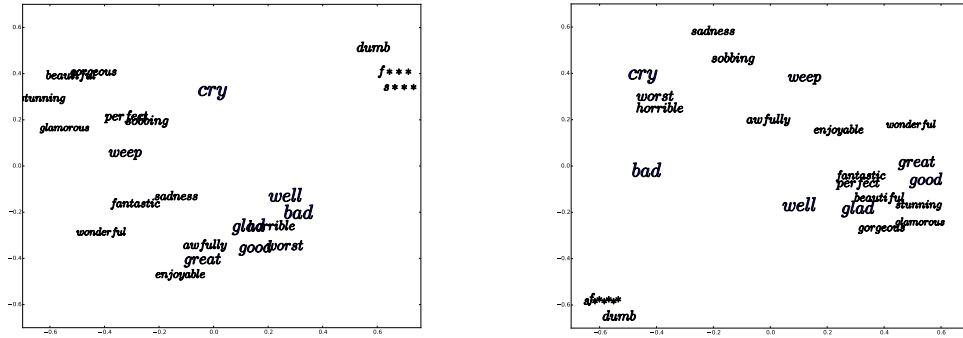 0.6
dumb
0.4
beautiful
gorgeous
f***
s***
cry
stunning
0.2
perfect
sobbing
glamorous
weep
0.0
sadness
fantastic
well
bad
−0.2
wonderful
glad
horrible
awfully
good
worst
great
−0.4
enjoyable
−0.6
−0.6 −0.4 −0.2 0.0 0.2 0.4 0.6
0.6
sadness
sobbing
0.4
cry
weep
worst
horrible
0.2
awfully
enjoyable
wonderful
0.0
great
bad
fantastic
perfect
good
beautiful
−0.2
well
glad
stunning
glamorous
gorgeous
−0.4
−0.6
dumb
−0.6 −0.4 −0.2 0.0 0.2 0.4 0.6